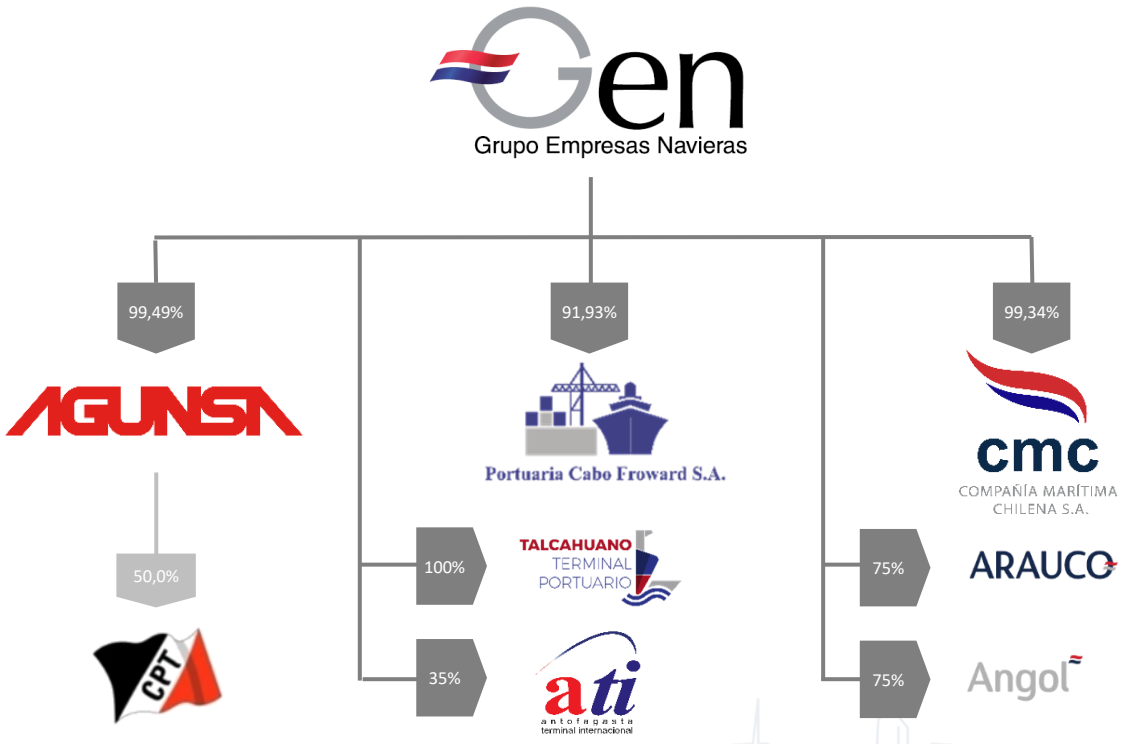 Gen
Grupo Empresas Navieras
99,49%
91,93%
99,34%
AGUNSA
Portuaria Cabo Froward S.A.
cmc
COMPAÑÍA MARÍTIMA
CHILENA S.A.
50,0%
CPT
100%
TALCAHUANO
TERMINAL
PORTUARIO
75%
ARAUCO
35%
ati
antofagasta
terminal internacional
75%
Angol